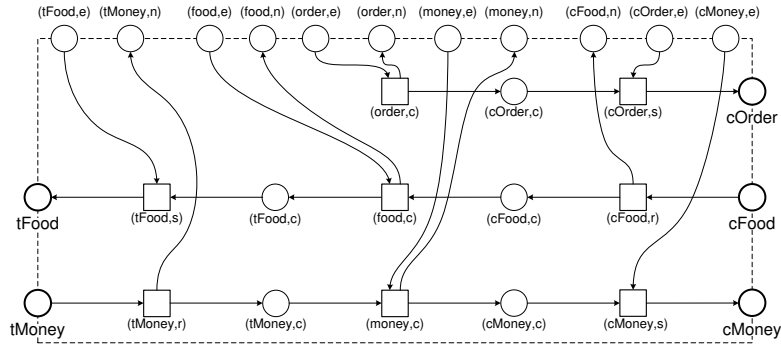 (tFood,e) (tMoney,n) (food,e) (food,n) (order,e) (order,n) (money,e) (money,n) (cFood,n) (cOrder,e) (cMoney,e)
(order,c) (cOrder,c) (cOrder,s) cOrder
tFood (tFood,s) (tFood,c) (food,c) (cFood,c) (cFood,r) cFood
tMoney (tMoney,r) (tMoney,c) (money,c) (cMoney,c) (cMoney,s) cMoney